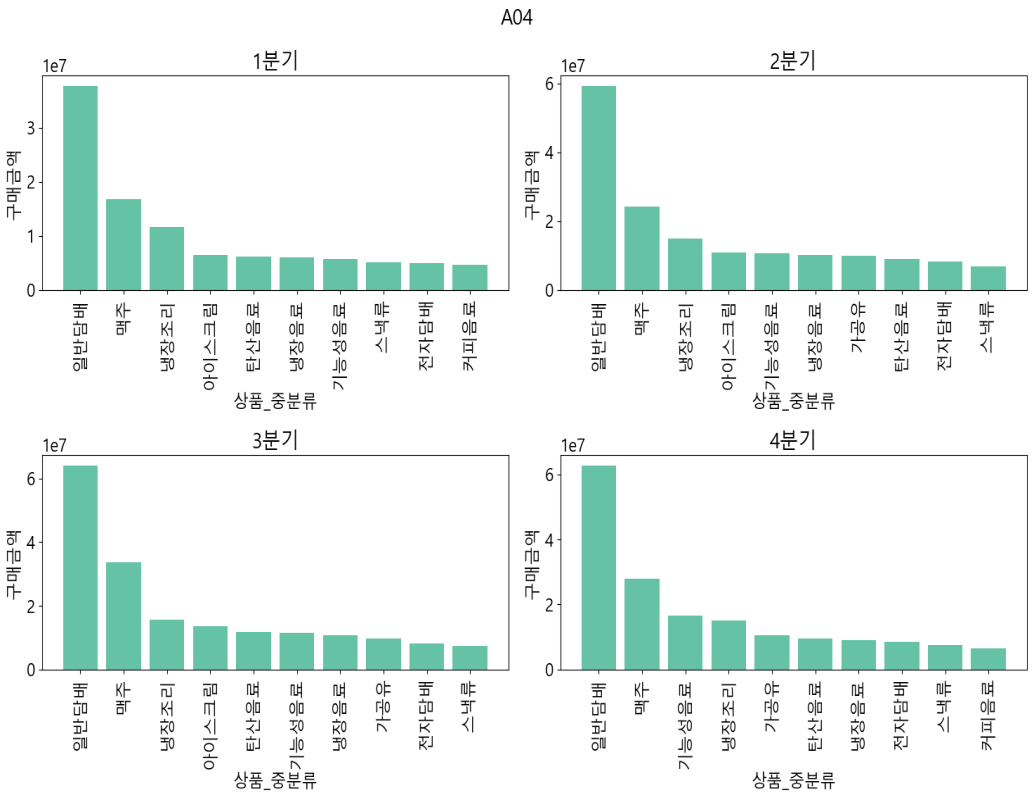 A04
1분기
1e7
구매금액
3
2
1
0
일반담배 맥주 냉장조리 아이스크림 탄산음료 냉장음료 기능성음료 스낵류 전자담배 커피음료
상품_중분류
2분기
1e7
구매금액
6
4
2
0
일반담배 맥주 냉장조리 아이스크림 기능성음료 냉장음료 가공유 탄산음료 전자담배 스낵류
상품_중분류
3분기
1e7
구매금액
6
4
2
0
일반담배 맥주 냉장조리 아이스크림 탄산음료 기능성음료 냉장음료 가공유 전자담배 스낵류
상품_중분류
4분기
1e7
구매금액
6
4
2
0
일반담배 맥주 기능성음료 냉장조리 가공유 탄산음료 냉장음료 전자담배 스낵류 커피음료
상품_중분류